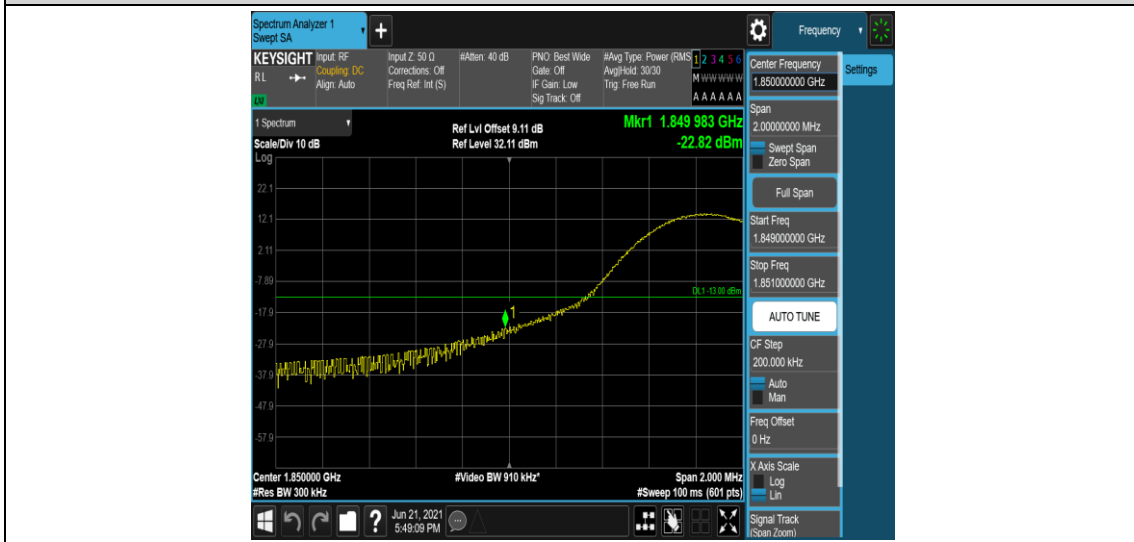 Spectrum Analyzer 1
Swept SA
+
Frequency
KEYSIGHT
RL
LXI
Input: RF
Coupling: DC
Align: Auto
Input Z: 50 Ω
Corrections: Off
Freq Ref: Int (S)
#Atten: 40 dB
PNO: Best Wide
Gate: Off
IF Gain: Low
Sig Track: Off
#Avg Type: Power (RMS
Avg|Hold: 30/30
Trig: Free Run
1 2 3 4 5 6
M W W W W W
A A A A A A
1 Spectrum
Scale/Div 10 dB
Log
Ref Lvl Offset 9.11 dB
Ref Level 32.11 dBm
Mkr1 1.849 983 GHz
-22.82 dBm
22.1
12.1
2.11
-7.89
-17.9
-27.9
-37.9
-47.9
-57.9
DL1 -13.00 dBm
1
Center 1.850000 GHz
#Res BW 300 kHz
#Video BW 910 kHz*
Span 2.000 MHz
#Sweep 100 ms (601 pts)
Center Frequency
1.850000000 GHz
Span
2.00000000 MHz
Swept Span
Zero Span
Full Span
Start Freq
1.849000000 GHz
Stop Freq
1.851000000 GHz
AUTO TUNE
CF Step
200.000 kHz
Auto
Man
Freq Offset
0 Hz
X Axis Scale
Log
Lin
Signal Track
(Span Zoom)
Settings
?
Jun 21, 2021
5:49:09 PM